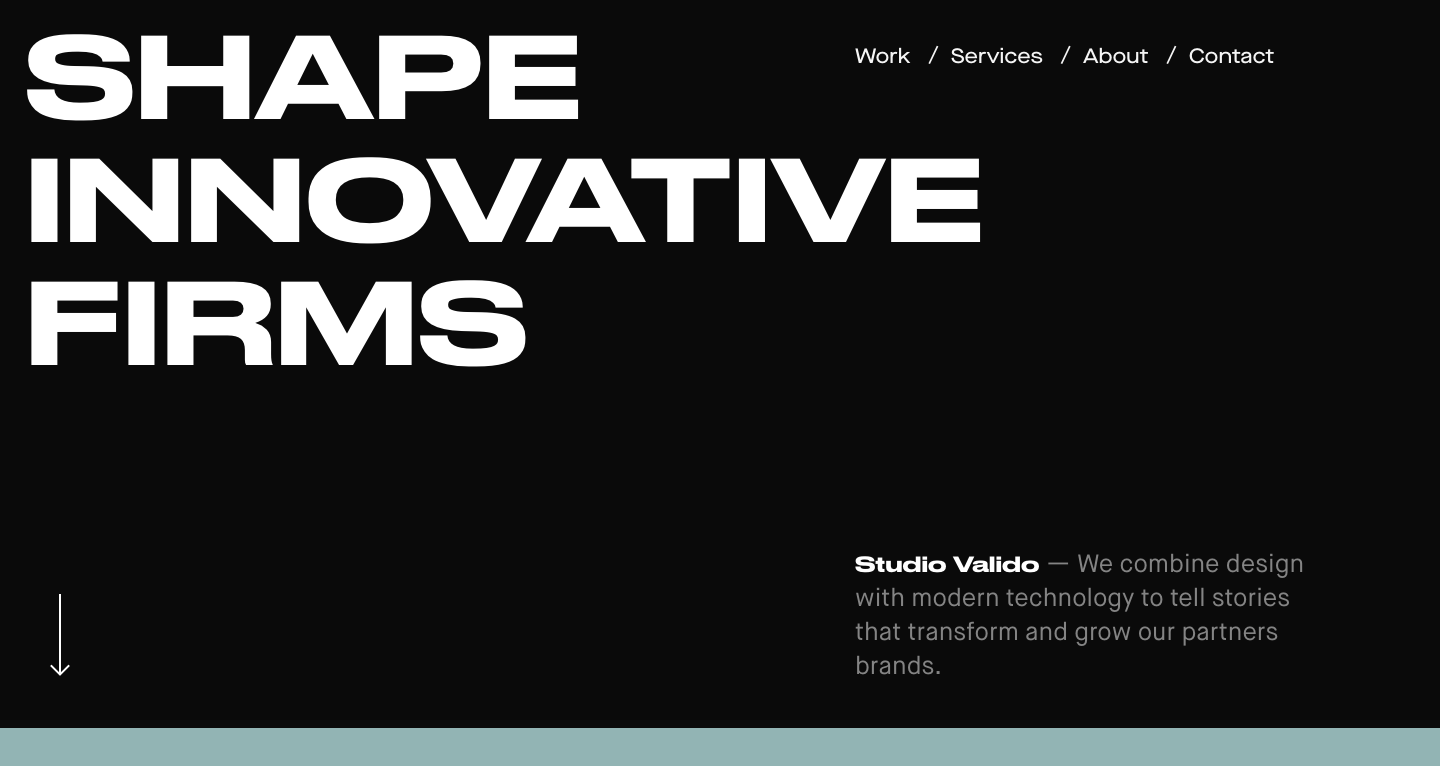 SHAPE
INNOVATIVE
FIRMS
Work / Services / About / Contact
Studio Valido — We combine design
with modern technology to tell stories
that transform and grow our partners
brands.